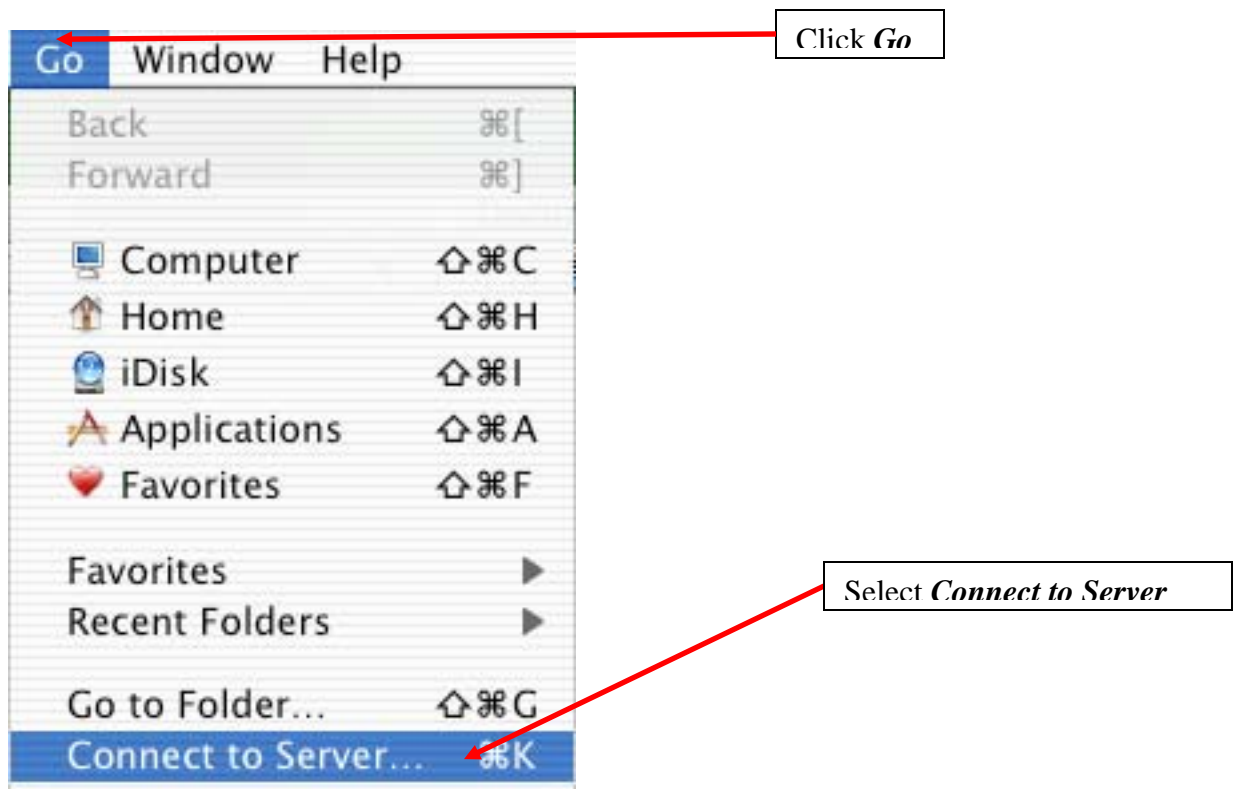 Click Go
Go Window Help
Back ⌘[
Forward ⌘]
Computer ⇧⌘C
Home ⇧⌘H
iDisk ⇧⌘I
Applications ⇧⌘A
Favorites ⇧⌘F
Favorites ▶
Recent Folders ▶
Select Connect to Server
Go to Folder... ⇧⌘G
Connect to Server... ⌘K